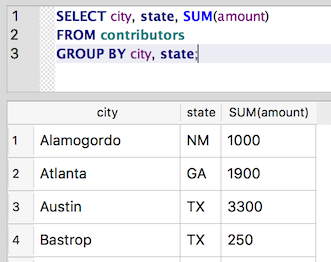 1 SELECT city, state, SUM(amount)
2 FROM contributors
3 GROUP BY city, state;
city state SUM(amount)
1 Alamogordo NM 1000
2 Atlanta GA 1900
3 Austin TX 3300
4 Bastrop TX 250